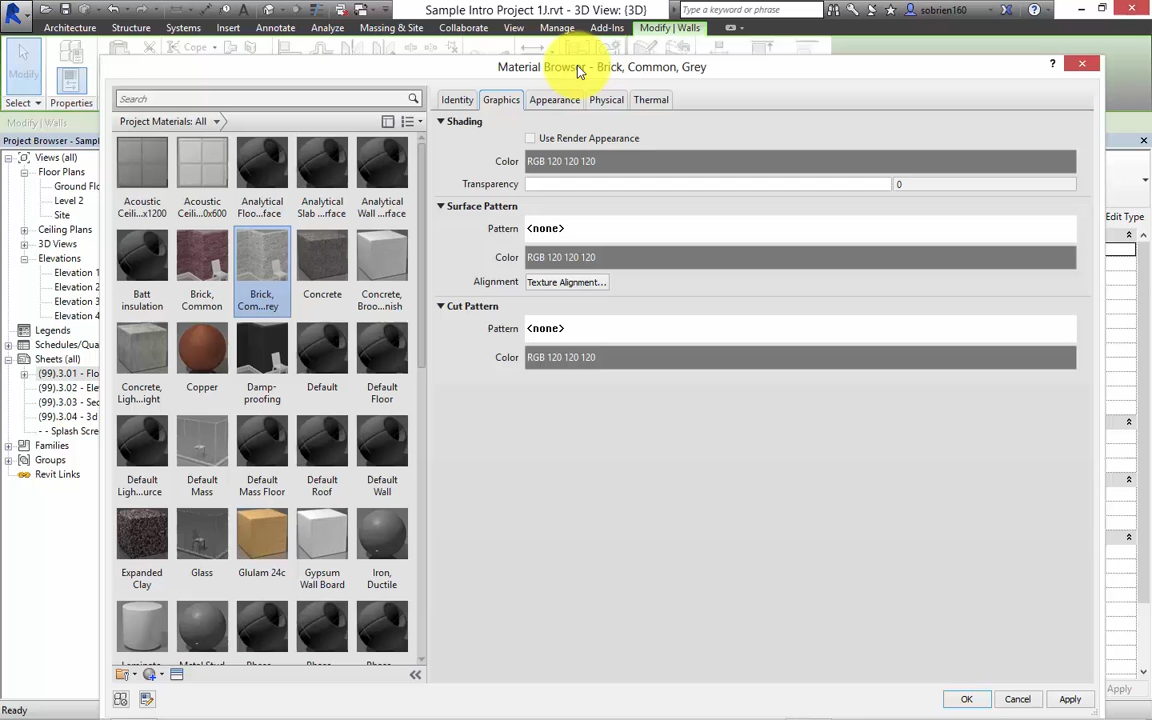 Sample Intro Project 1J.rvt - 3D View: {3D}
Type a keyword or phrase
sobrien160
Architecture Structure Systems Insert Annotate Analyze Massing & Site Collaborate View Manage Add-Ins Modify | Walls
Modify
Cope
Select
Properties
Modify | Walls
Project Browser - Sampl
Views (all)
Floor Plans
Ground Flo
Level 2
Site
Ceiling Plans
3D Views
Elevations
Elevation 1
Elevation 2
Elevation 3
Elevation 4
Legends
Schedules/Qua
Sheets (all)
(99).3.01 - Flo
(99).3.02 - Ele
(99).3.03 - Sec
(99).3.04 - 3d
- - Splash Scre
Families
Groups
Revit Links
Ready
Material Browser - Brick, Common, Grey
?
Search
Project Materials: All
Acoustic Ceili...x1200
Acoustic Ceili...0x600
Analytical Floo...face
Analytical Slab ...rface
Analytical Wall ...rface
Batt insulation
Brick, Common
Brick, Com...rey
Concrete
Concrete, Broo...nish
Concrete, Ligh...ight
Copper
Damp-proofing
Default
Default Floor
Default Ligh...urce
Default Mass
Default Mass Floor
Default Roof
Default Wall
Expanded Clay
Glass
Glulam 24c
Gypsum Wall Board
Iron, Ductile
Identity Graphics Appearance Physical Thermal
Shading
Use Render Appearance
Color RGB 120 120 120
Transparency 0
Surface Pattern
Pattern <none>
Color RGB 120 120 120
Alignment Texture Alignment...
Cut Pattern
Pattern <none>
Color RGB 120 120 120
OK Cancel Apply
Edit Type
Apply